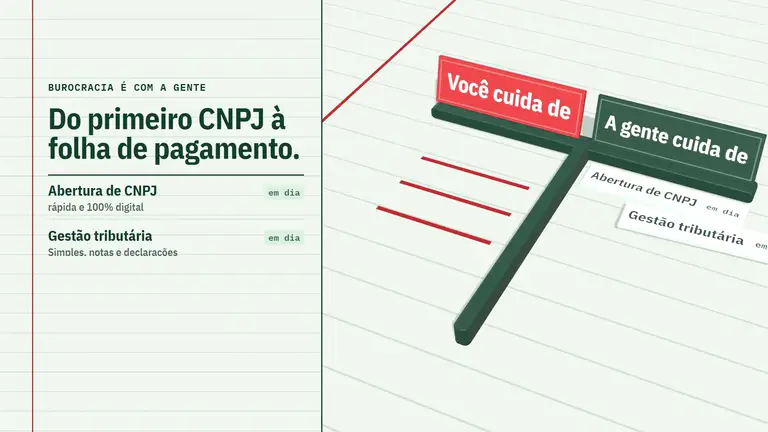 BUROCRACIA É COM A GENTE
Do primeiro CNPJ à
folha de pagamento.
Abertura de CNPJ em dia
rápida e 100% digital
Gestão tributária em dia
Simples, notas e declarações
Você cuida de
A gente cuida de
Abertura de CNPJ em dia
Gestão tributária em